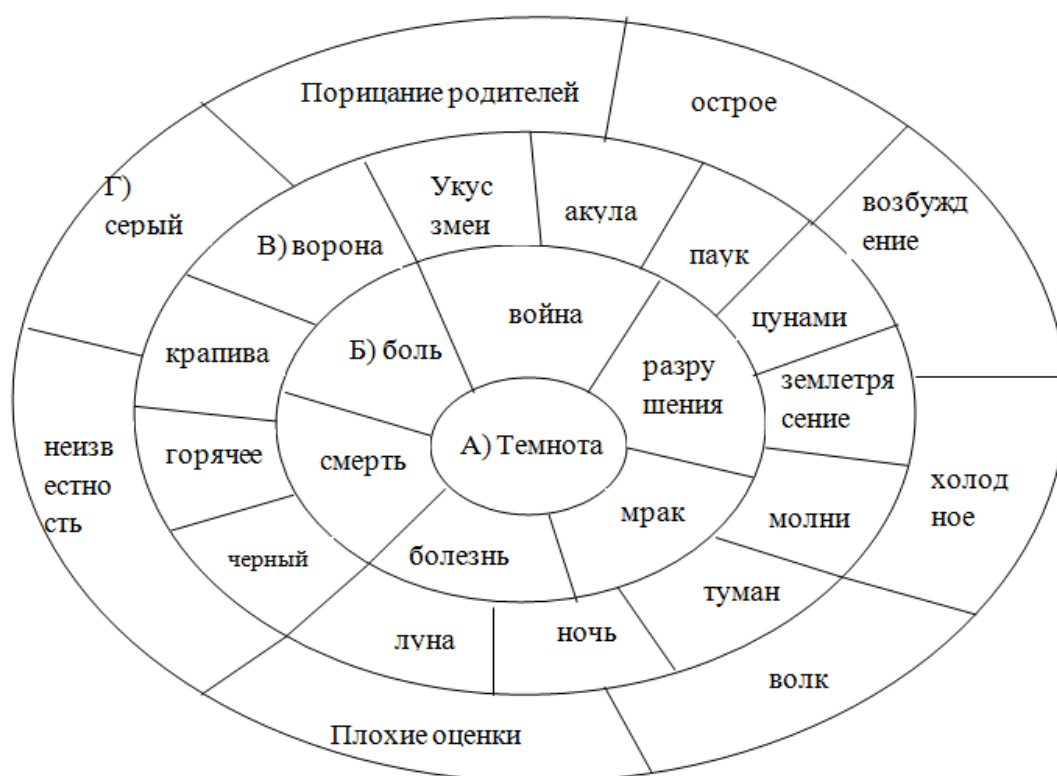 Порицание родителей
острое
Г)
серый
Укус
змеи
акула
возбужд
ение
В) ворона
паук
цунами
война
крапива
Б) боль
разру
шения
землетря
сение
неизв
естно
сть
горячее
смерть
А) Темнота
холод
ное
мрак
молни
черный
болезнь
туман
луна
ночь
волк
Плохие оценки